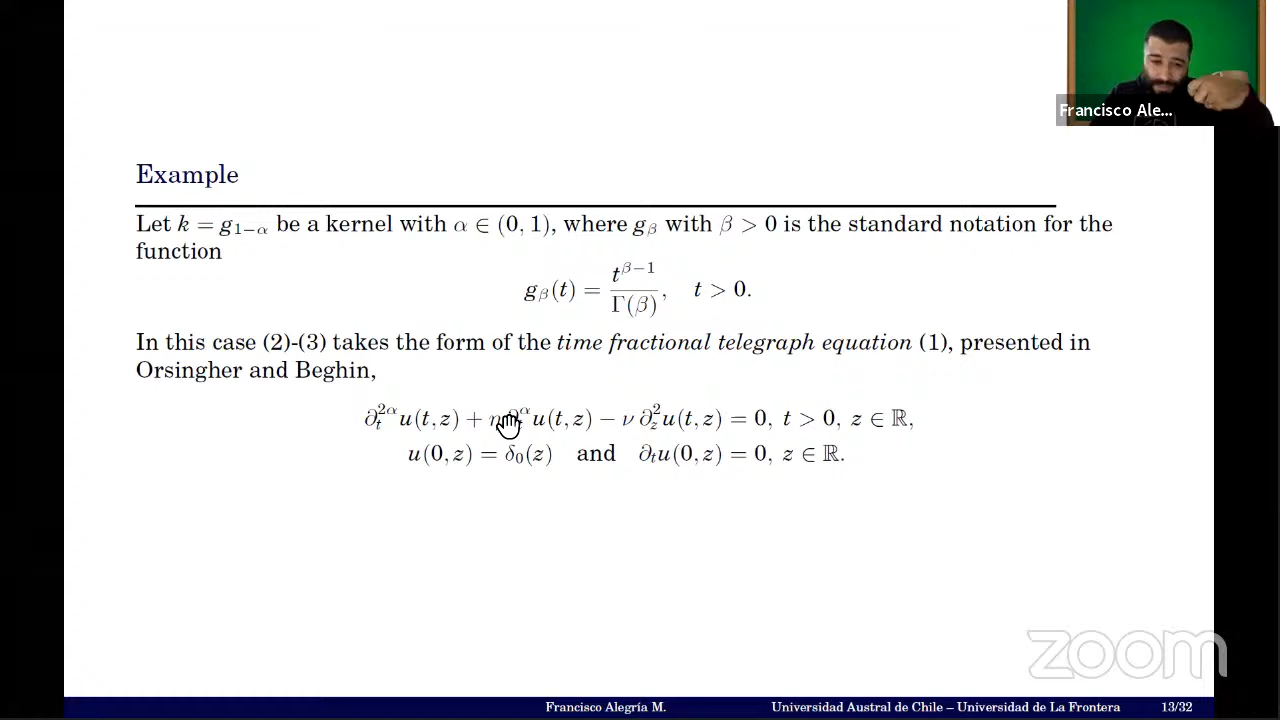 Francisco Ale...
Example
Let k = g_{1−α} be a kernel with α ∈ (0, 1), where g_β with β > 0 is the standard notation for the
function
g_β(t) = t^{β−1} / Γ(β), t > 0.
In this case (2)-(3) takes the form of the time fractional telegraph equation (1), presented in
Orsingher and Beghin,
∂_t^{2α} u(t, z) + ^α u(t, z) − ν ∂_z^2 u(t, z) = 0, t > 0, z ∈ ℝ,
u(0, z) = δ_0(z) and ∂_t u(0, z) = 0, z ∈ ℝ.
zoom
Francisco Alegría M. Universidad Austral de Chile – Universidad de La Frontera 13/32